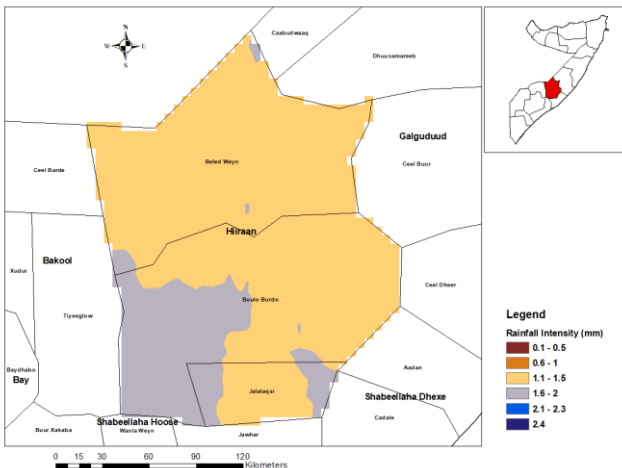 N
W E
S
Caabudwaaq
Dhuusamareeb
Galguduud
Ceel Barde
Beled Weyn
Ceel Buur
Hiiraan
Bakool
Xudur
Tiyeeglow
Buulo Burdo
Ceel Dheer
Baydhabo
Bay
Aadan
Jalalaqsi
Shabeellaha Dhexe
Cadale
Buur Xakaba
Shabeellaha Hoose
Wanla Weyn
Jawhar
0 15 30 60 90 120
Kilometers
Legend
Rainfall Intensity (mm)
0.1 - 0.5
0.6 - 1
1.1 - 1.5
1.6 - 2
2.1 - 2.3
2.4